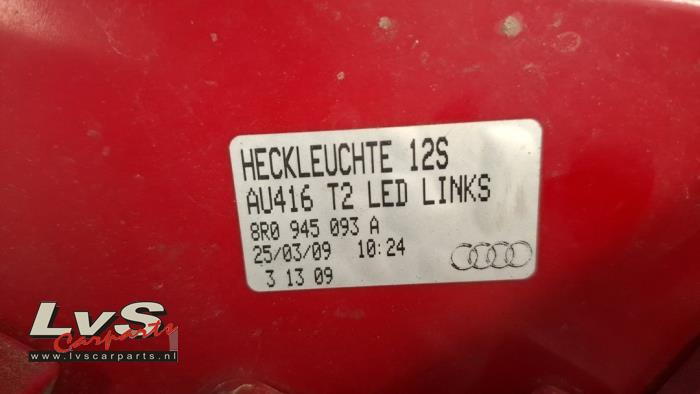 HECKLEUCHTE 12S
AU416 T2 LED LINKS
8R0 945 093 A
25/03/09 10:24
3 13 09
LvS
Carparts
www.lvscarparts.nl